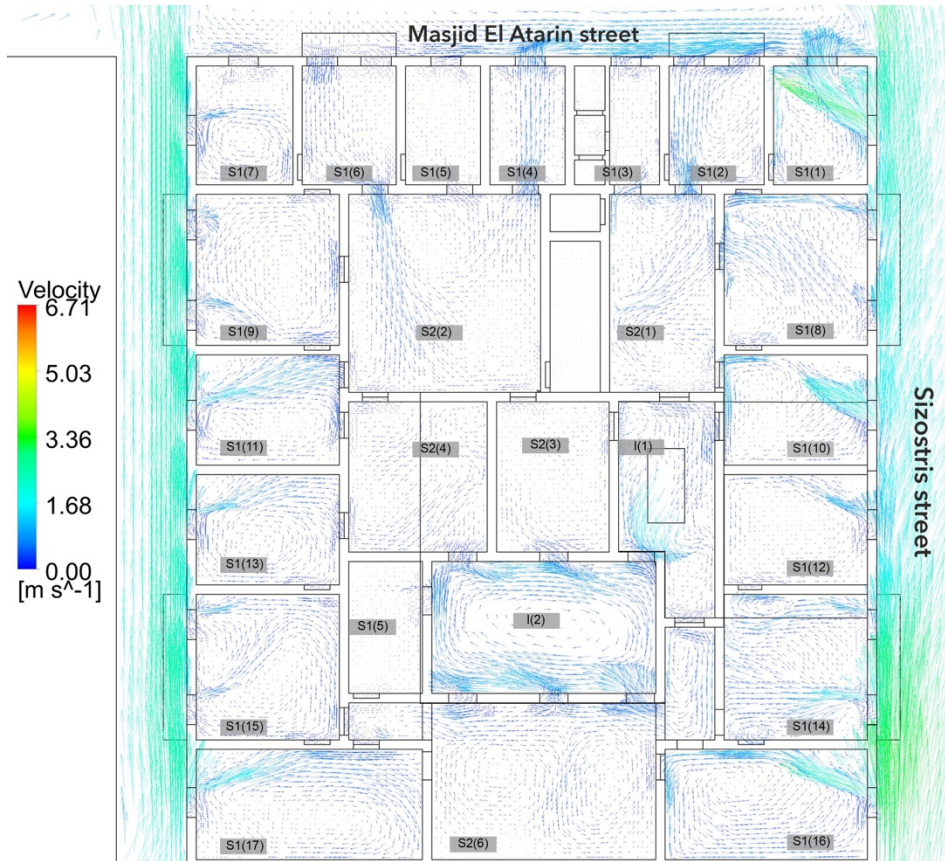 Masjid El Atarin street
S1(7)
S1(6)
S1(5)
S1(4)
S1(3)
S1(2)
S1(1)
Velocity
6.71
5.03
3.36
1.68
0.00
[m s^-1]
S1(9)
S2(2)
S2(1)
S1(8)
Sizostris street
S1(11)
S2(4)
S2(3)
I(1)
S1(10)
S1(13)
S1(12)
S1(5)
I(2)
S1(15)
S1(14)
S1(17)
S2(6)
S1(16)